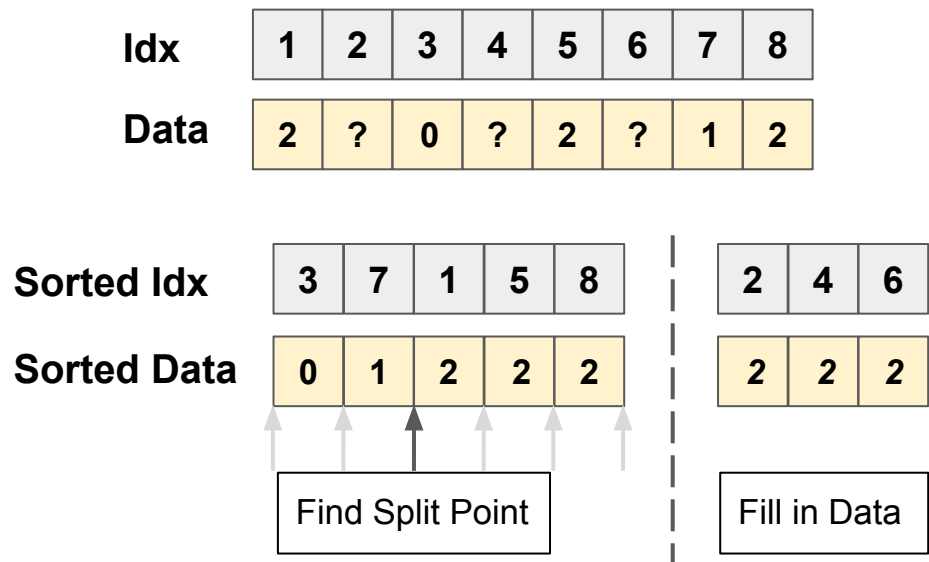 Idx 1 2 3 4 5 6 7 8
Data 2 ? 0 ? 2 ? 1 2
Sorted Idx 3 7 1 5 8 2 4 6
Sorted Data 0 1 2 2 2 2 2 2
Find Split Point Fill in Data